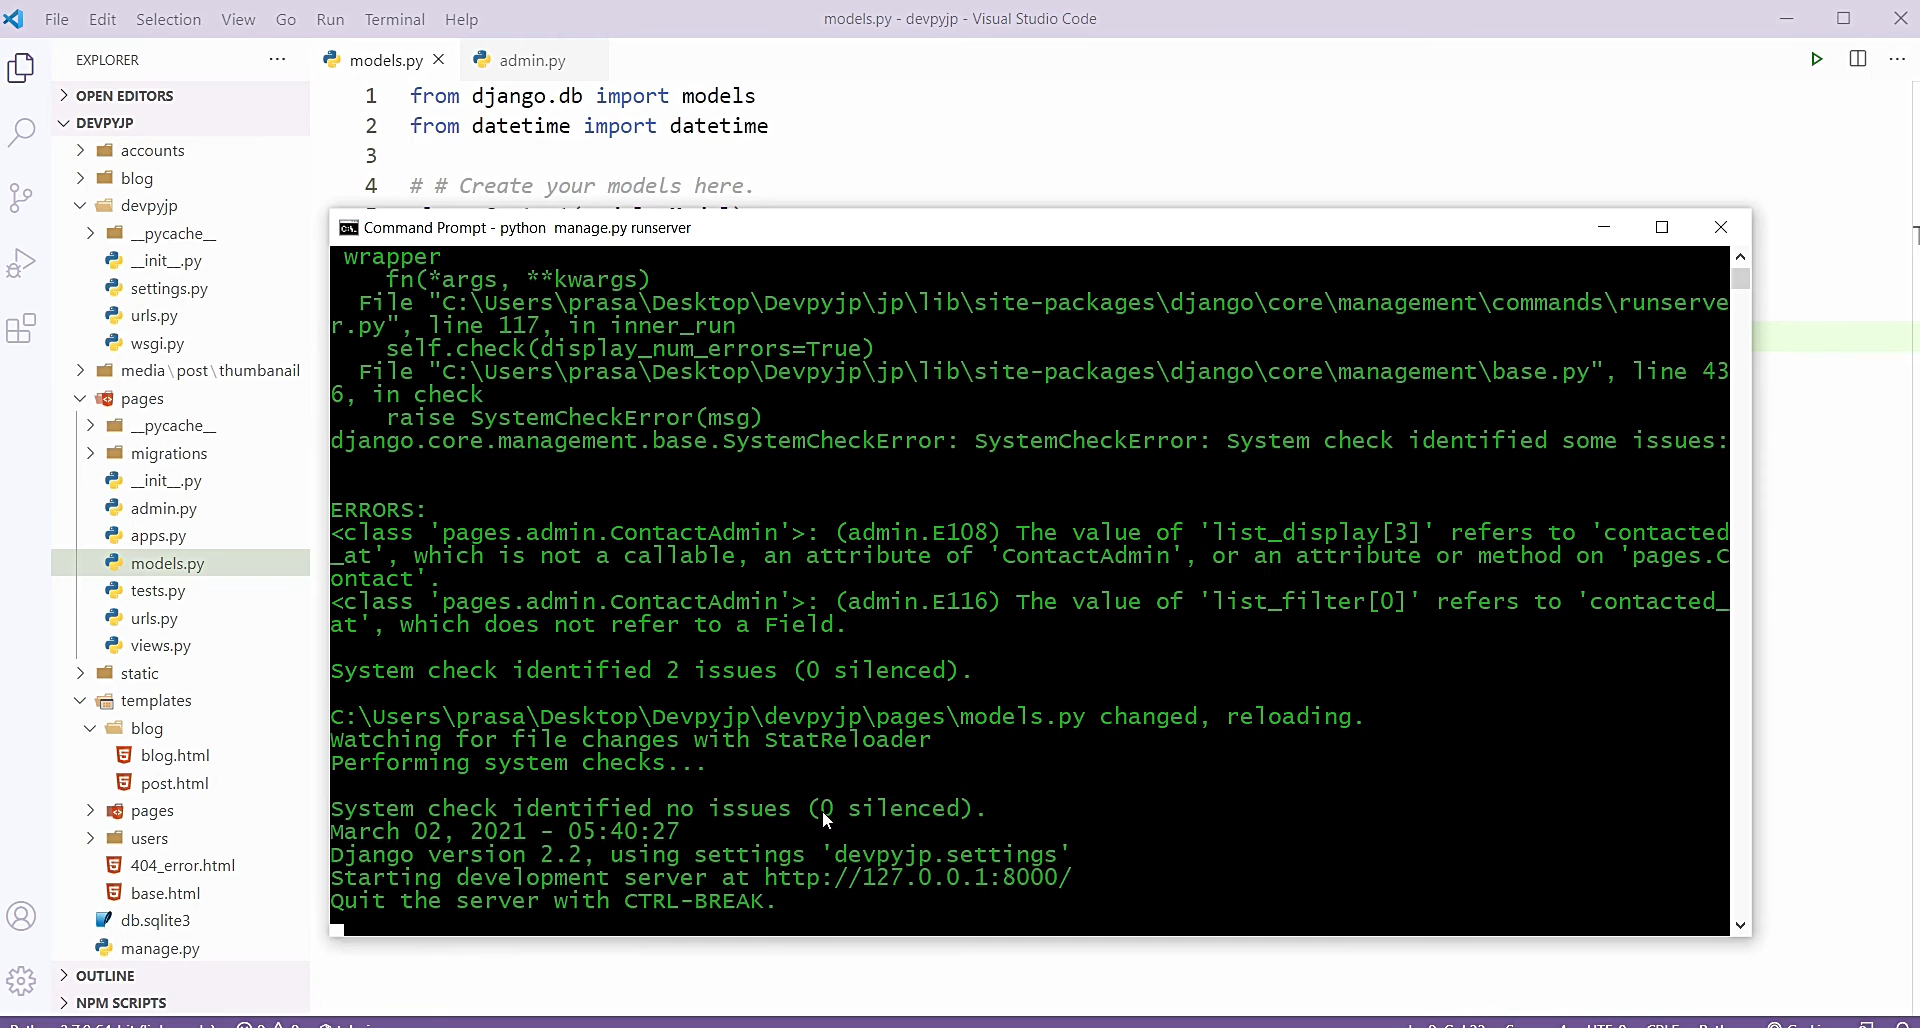 File Edit Selection View Go Run Terminal Help
models.py - devpyjp - Visual Studio Code
EXPLORER
OPEN EDITORS
DEVPYJP
accounts
blog
devpyjp
__pycache__
__init__.py
settings.py
urls.py
wsgi.py
media\post\thumbanail
pages
__pycache__
migrations
__init__.py
admin.py
apps.py
models.py
tests.py
urls.py
views.py
static
templates
blog
blog.html
post.html
pages
users
404_error.html
base.html
db.sqlite3
manage.py
OUTLINE
NPM SCRIPTS
models.py admin.py
1 from django.db import models
2 from datetime import datetime
3
4 # # Create your models here.
Command Prompt - python manage.py runserver
wrapper
fn(*args, **kwargs)
File "C:\Users\prasa\Desktop\Devpyjp\jp\lib\site-packages\django\core\management\commands\runserve
r.py", line 117, in inner_run
self.check(display_num_errors=True)
File "C:\Users\prasa\Desktop\Devpyjp\jp\lib\site-packages\django\core\management\base.py", line 43
6, in check
raise SystemCheckError(msg)
django.core.management.base.SystemCheckError: SystemCheckError: System check identified some issues:
ERRORS:
<class 'pages.admin.ContactAdmin'>: (admin.E108) The value of 'list_display[3]' refers to 'contacted
_at', which is not a callable, an attribute of 'ContactAdmin', or an attribute or method on 'pages.C
ontact'.
<class 'pages.admin.ContactAdmin'>: (admin.E116) The value of 'list_filter[0]' refers to 'contacted_
at', which does not refer to a Field.
System check identified 2 issues (0 silenced).
C:\Users\prasa\Desktop\Devpyjp\devpyjp\pages\models.py changed, reloading.
Watching for file changes with StatReloader
Performing system checks...
System check identified no issues (0 silenced).
March 02, 2021 - 05:40:27
Django version 2.2, using settings 'devpyjp.settings'
Starting development server at http://127.0.0.1:8000/
Quit the server with CTRL-BREAK.